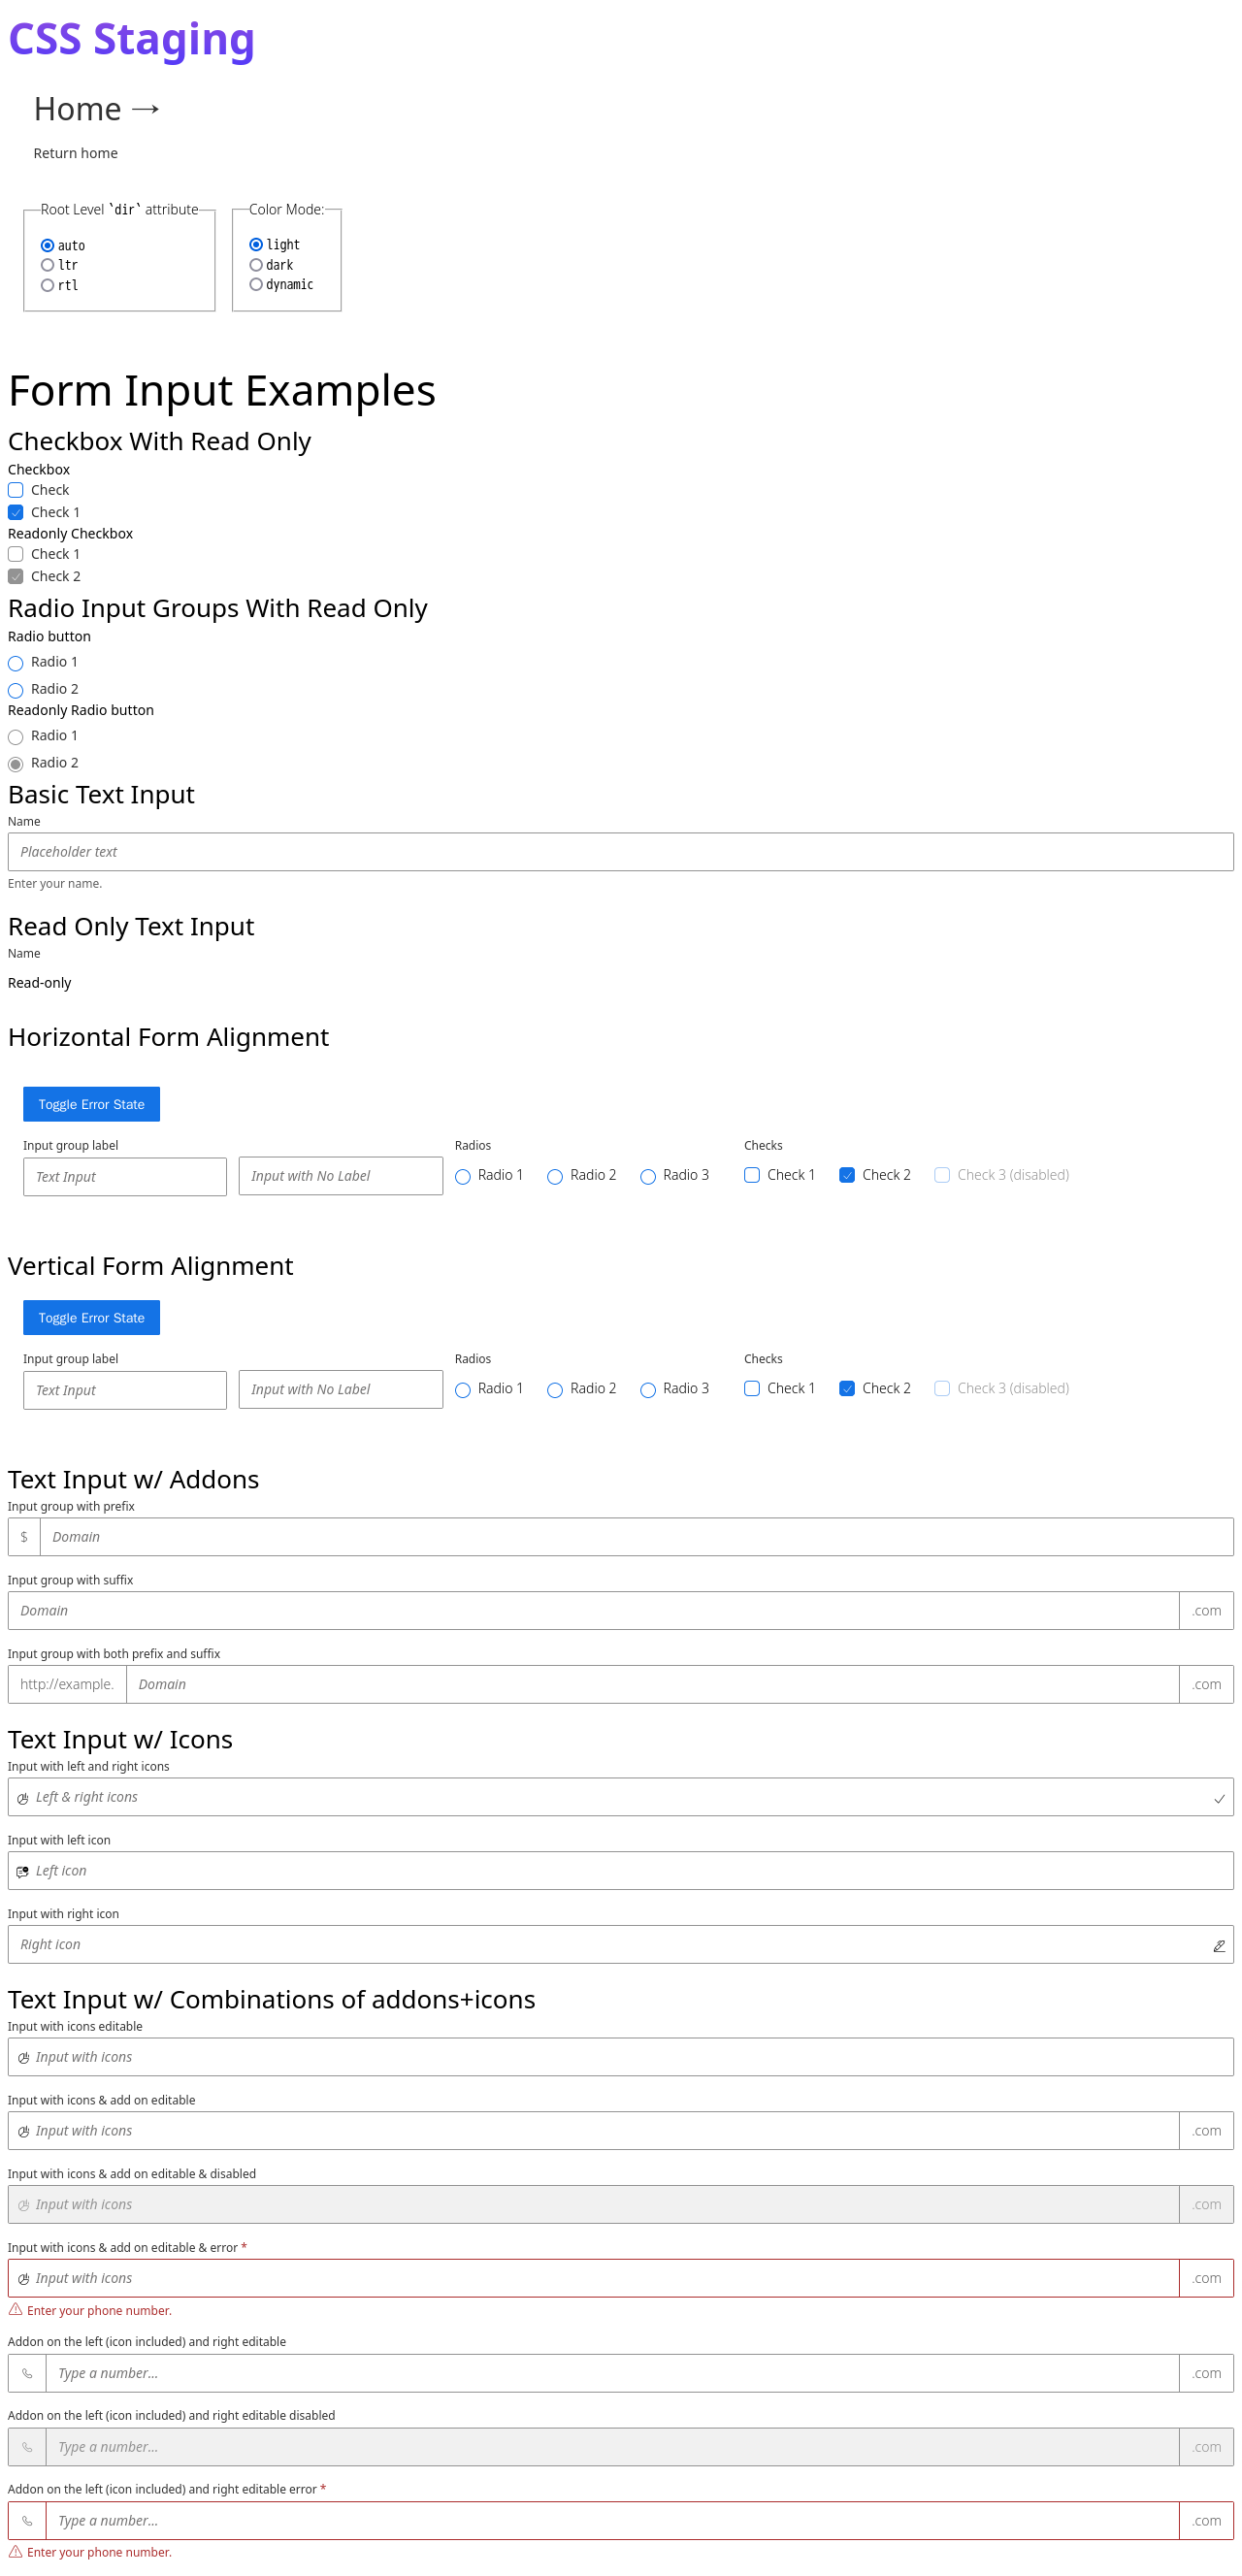 CSS Staging
Home →
Return home
Root Level `dir` attribute
auto
ltr
rtl
Color Mode:
light
dark
dynamic
Form Input Examples
Checkbox With Read Only
Checkbox
Check
Check 1
Readonly Checkbox
Check 1
Check 2
Radio Input Groups With Read Only
Radio button
Radio 1
Radio 2
Readonly Radio button
Radio 1
Radio 2
Basic Text Input
Name
Placeholder text
Enter your name.
Read Only Text Input
Name
Read-only
Horizontal Form Alignment
Toggle Error State
Input group label
Text Input
Input with No Label
Radios
Radio 1 Radio 2 Radio 3
Checks
Check 1 Check 2 Check 3 (disabled)
Vertical Form Alignment
Toggle Error State
Input group label
Text Input
Input with No Label
Radios
Radio 1 Radio 2 Radio 3
Checks
Check 1 Check 2 Check 3 (disabled)
Text Input w/ Addons
Input group with prefix
$ Domain
Input group with suffix
Domain .com
Input group with both prefix and suffix
http://example. Domain .com
Text Input w/ Icons
Input with left and right icons
Left & right icons
Input with left icon
Left icon
Input with right icon
Right icon
Text Input w/ Combinations of addons+icons
Input with icons editable
Input with icons
Input with icons & add on editable
Input with icons .com
Input with icons & add on editable & disabled
Input with icons .com
Input with icons & add on editable & error *
Input with icons .com
Enter your phone number.
Addon on the left (icon included) and right editable
Type a number... .com
Addon on the left (icon included) and right editable disabled
Type a number... .com
Addon on the left (icon included) and right editable error *
Type a number... .com
Enter your phone number.